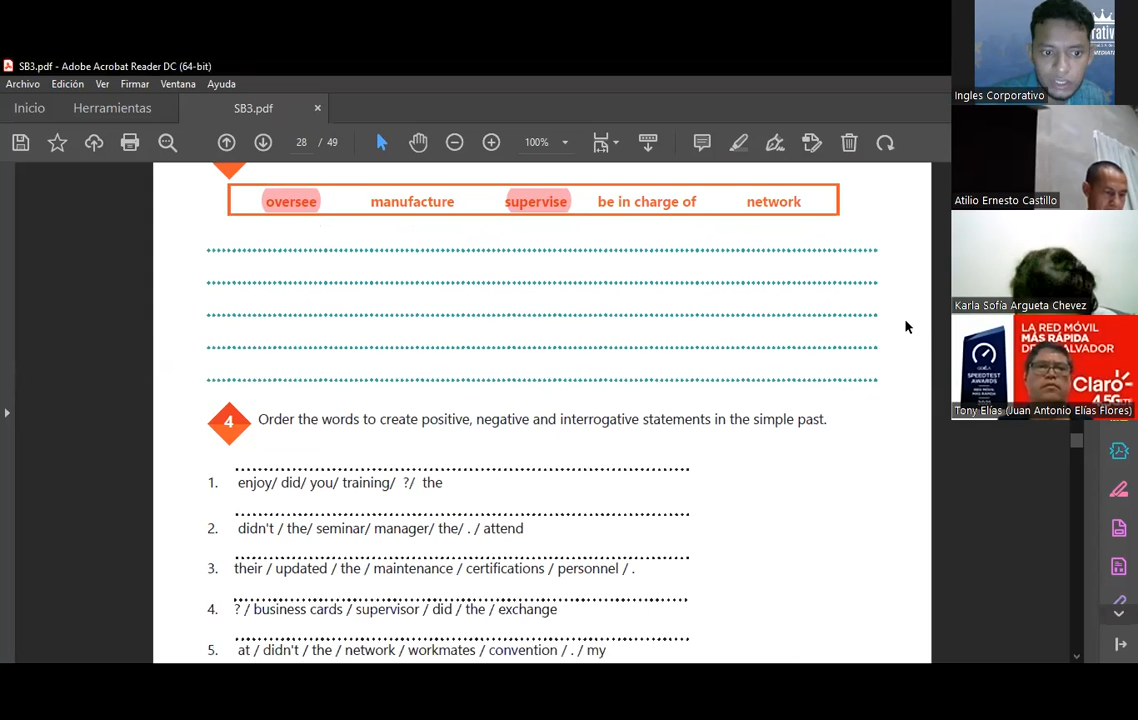 SB3.pdf - Adobe Acrobat Reader DC (64-bit)
Archivo Edición Ver Firmar Ventana Ayuda
Inicio Herramientas SB3.pdf ×
28 / 49 100%
oversee manufacture supervise be in charge of network
4 Order the words to create positive, negative and interrogative statements in the simple past.
1. enjoy/ did/ you/ training/ ?/ the
2. didn't / the/ seminar/ manager/ the/ . / attend
3. their / updated / the / maintenance / certifications / personnel / .
4. ? / business cards / supervisor / did / the / exchange
5. at / didn't / the / network / workmates / convention / . / my
Ingles Corporativo
Atilio Ernesto Castillo
Karla Sofía Argueta Chevez
LA RED MÓVIL
MÁS RÁPIDA
SALVADOR
SPEEDTEST
AWARDS
Claro
4.5G
Tony Elías (Juan Antonio Elías Flores)